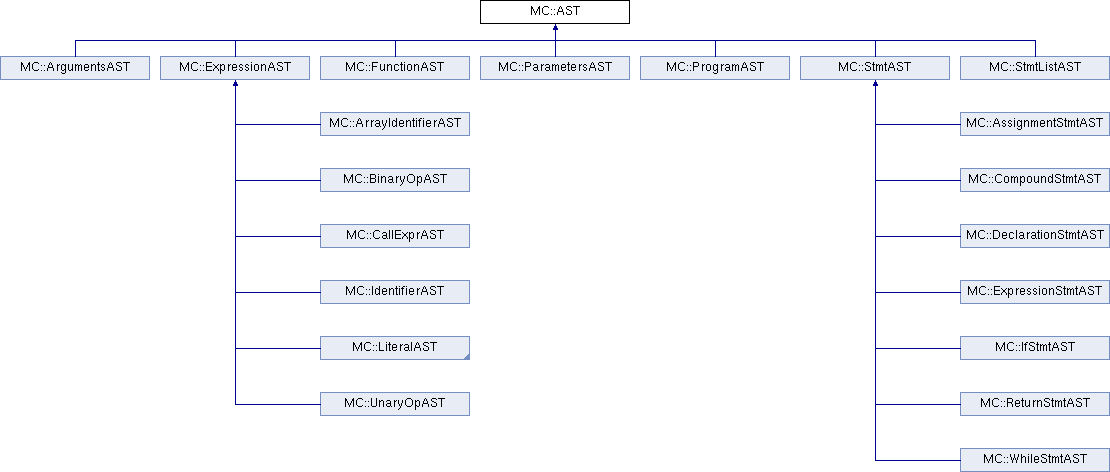 MC::AST
MC::ArgumentsAST
MC::ExpressionAST
MC::FunctionAST
MC::ParametersAST
MC::ProgramAST
MC::StmtAST
MC::StmtListAST
MC::ArrayIdentifierAST
MC::AssignmentStmtAST
MC::BinaryOpAST
MC::CompoundStmtAST
MC::CallExprAST
MC::DeclarationStmtAST
MC::IdentifierAST
MC::ExpressionStmtAST
MC::LiteralAST
MC::IfStmtAST
MC::UnaryOpAST
MC::ReturnStmtAST
MC::WhileStmtAST